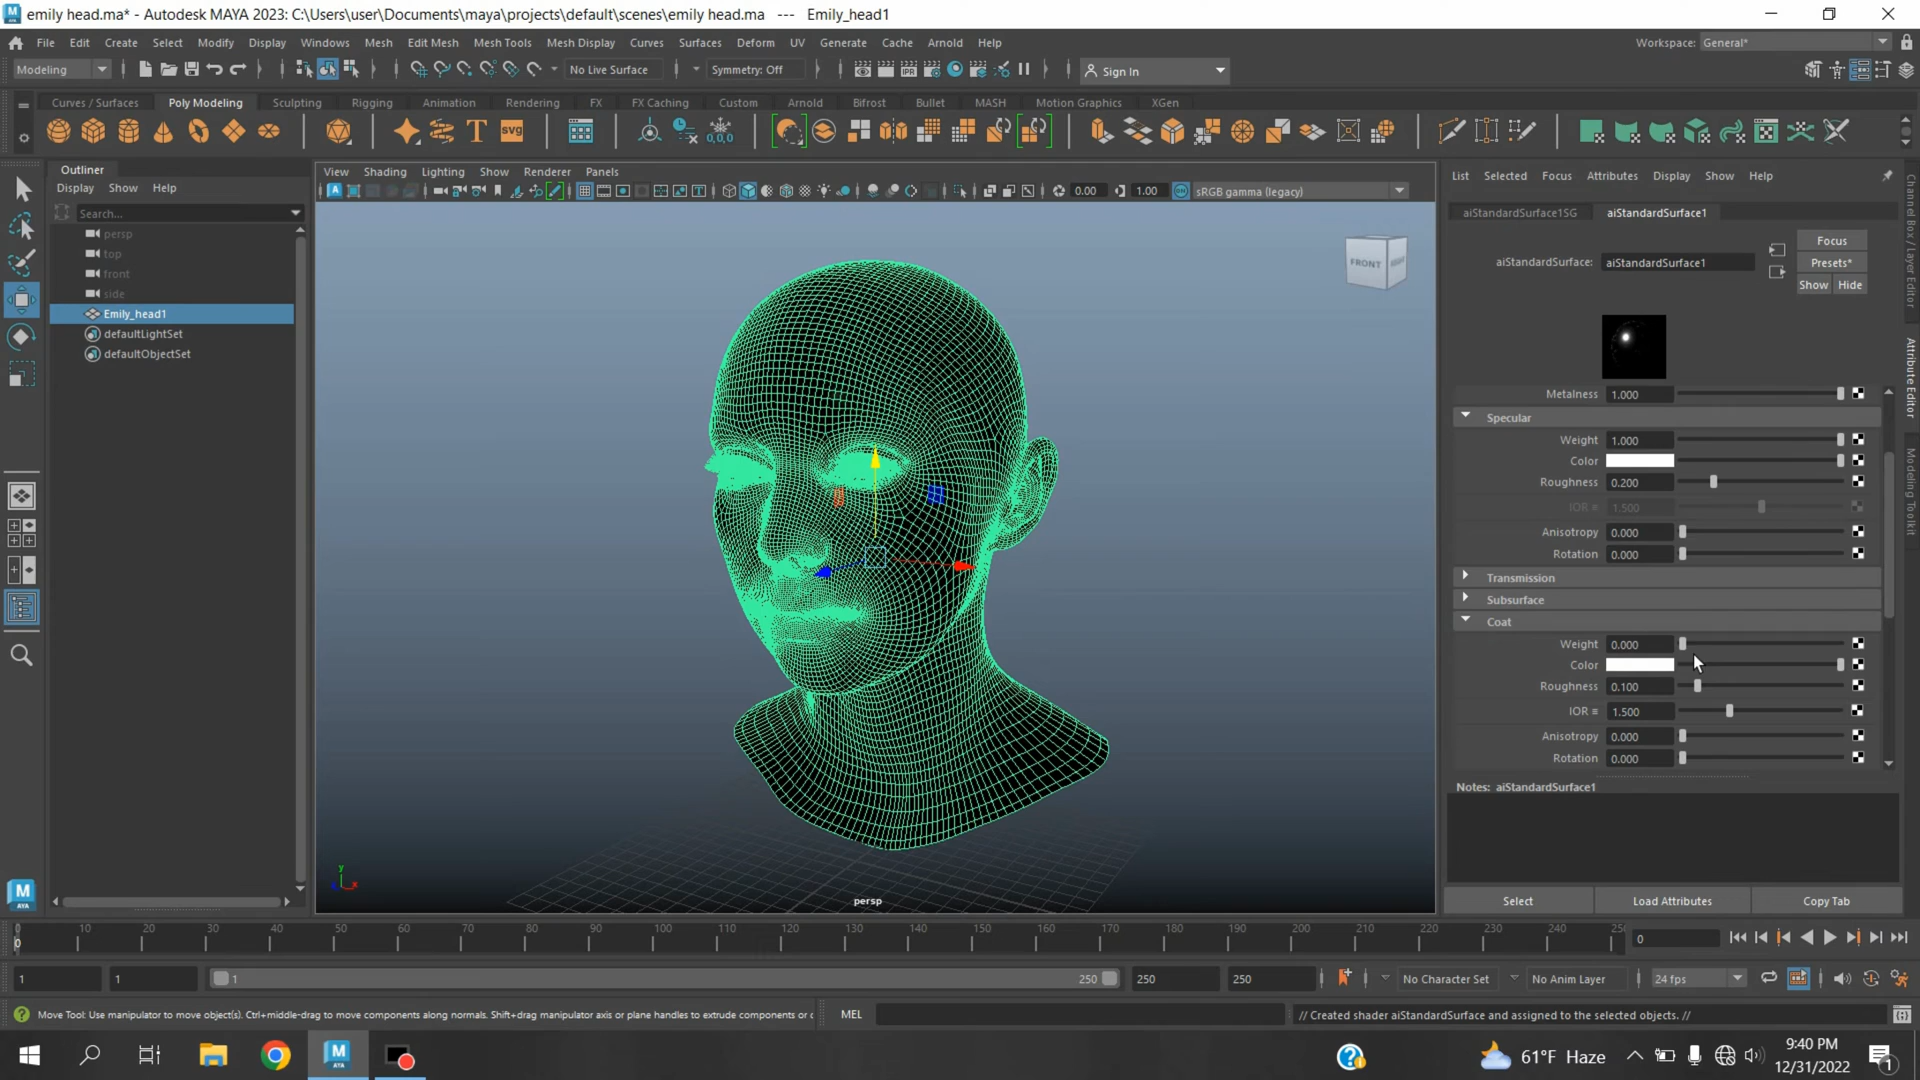 emily head.ma* - Autodesk MAYA 2023: C:\Users\user\Documents\maya\projects\default\scenes\emily head.ma --- Emily_head1
File Edit Create Select Modify Display Windows Mesh Edit Mesh Mesh Tools Mesh Display Curves Surfaces Deform UV Generate Cache Arnold Help
Workspace: General*
Modeling No Live Surface Symmetry: Off Sign In
Curves / Surfaces Poly Modeling Sculpting Rigging Animation Rendering FX FX Caching Custom Arnold Bifrost Bullet MASH Motion Graphics XGen
Outliner
Display Show Help
Search...
persp
top
front
side
Emily_head1
defaultLightSet
defaultObjectSet
View Shading Lighting Show Renderer Panels
0.00 1.00 sRGB gamma (legacy)
FRONT
persp
List Selected Focus Attributes Display Show Help
aiStandardSurface1SG aiStandardSurface1
aiStandardSurface: aiStandardSurface1
Focus
Presets*
Show Hide
Metalness 1.000
Specular
Weight 1.000
Color
Roughness 0.200
IOR 1.500
Anisotropy 0.000
Rotation 0.000
Transmission
Subsurface
Coat
Weight 0.000
Color
Roughness 0.100
IOR 1.500
Anisotropy 0.000
Rotation 0.000
Notes: aiStandardSurface1
Select Load Attributes Copy Tab
Channel Box / Layer Editor
Attribute Editor
Modeling Toolkit
0 10 20 30 40 50 60 70 80 90 100 110 120 130 140 150 160 170 180 190 200 210 220 230 240 25
0
0
1 1 1 250 250 250 No Character Set No Anim Layer 24 fps
Move Tool: Use manipulator to move object(s). Ctrl+middle-drag to move components along normals. Shift+drag manipulator axis or plane handles to extrude components or c
MEL
// Created shader aiStandardSurface and assigned to the selected objects. //
61°F Haze
9:40 PM
12/31/2022
1